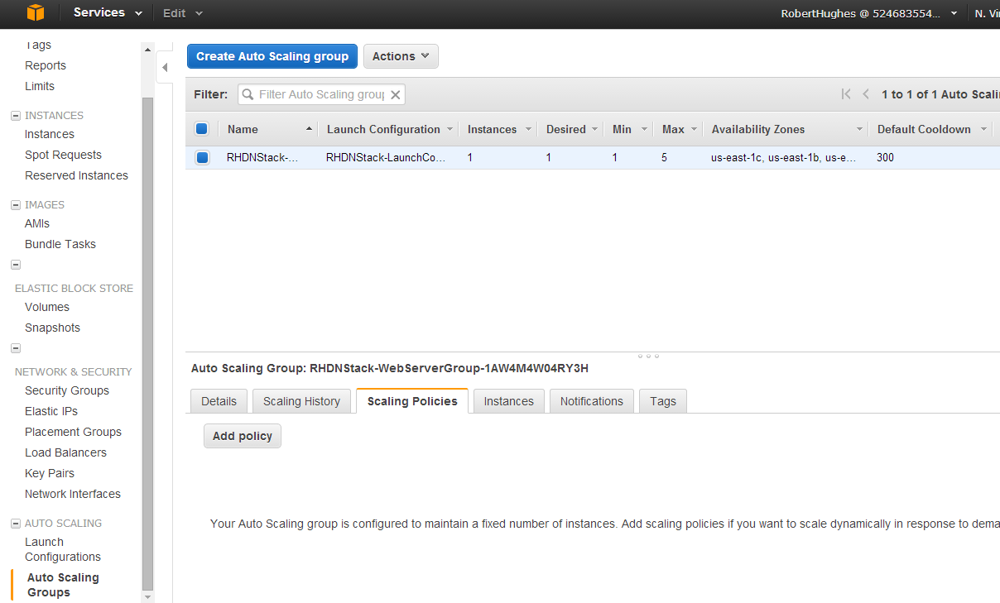 Services Edit RobertHughes @ 524683554... N. Vi
Tags
Reports
Limits
INSTANCES
Instances
Spot Requests
Reserved Instances
IMAGES
AMIs
Bundle Tasks
ELASTIC BLOCK STORE
Volumes
Snapshots
NETWORK & SECURITY
Security Groups
Elastic IPs
Placement Groups
Load Balancers
Key Pairs
Network Interfaces
AUTO SCALING
Launch
Configurations
Auto Scaling
Groups
Create Auto Scaling group Actions
Filter: Filter Auto Scaling group 1 to 1 of 1 Auto Scali
Name Launch Configuration Instances Desired Min Max Availability Zones Default Cooldown
RHDNStack-... RHDNStack-LaunchCo... 1 1 1 5 us-east-1c, us-east-1b, us-e... 300
Auto Scaling Group: RHDNStack-WebServerGroup-1AW4M4W04RY3H
Details Scaling History Scaling Policies Instances Notifications Tags
Add policy
Your Auto Scaling group is configured to maintain a fixed number of instances. Add scaling policies if you want to scale dynamically in response to dema